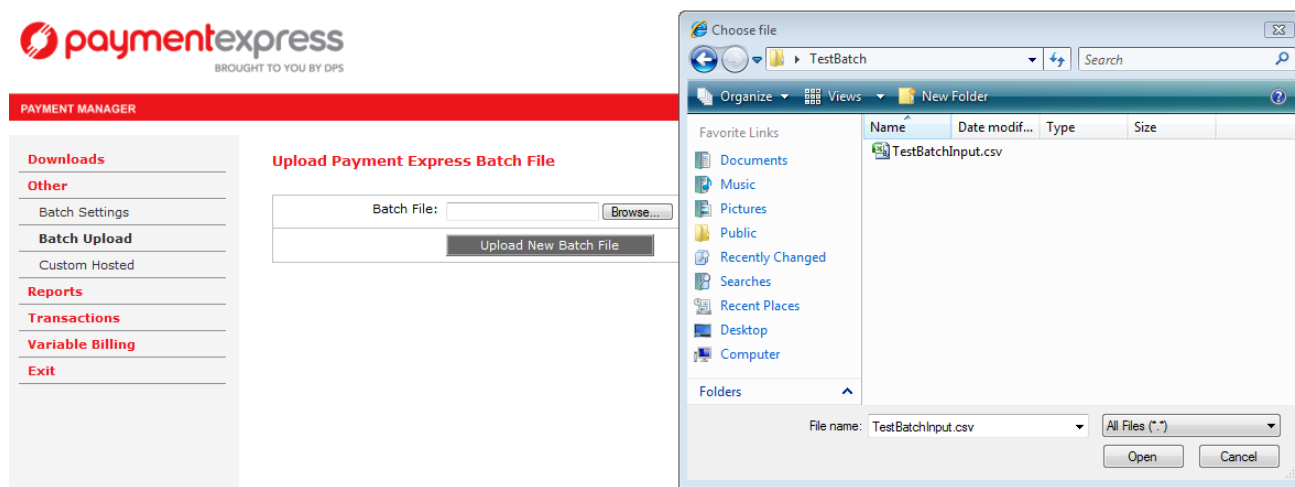 paymentexpress
BROUGHT TO YOU BY DPS
PAYMENT MANAGER
Downloads
Other
Batch Settings
Batch Upload
Custom Hosted
Reports
Transactions
Variable Billing
Exit
Upload Payment Express Batch File
Batch File:
Browse...
Upload New Batch File
Choose file
TestBatch
Search
Organize
Views
New Folder
Favorite Links
Documents
Music
Pictures
Public
Recently Changed
Searches
Recent Places
Desktop
Computer
Folders
Name Date modif... Type Size
TestBatchInput.csv
File name: TestBatchInput.csv
All Files (*.*)
Open Cancel